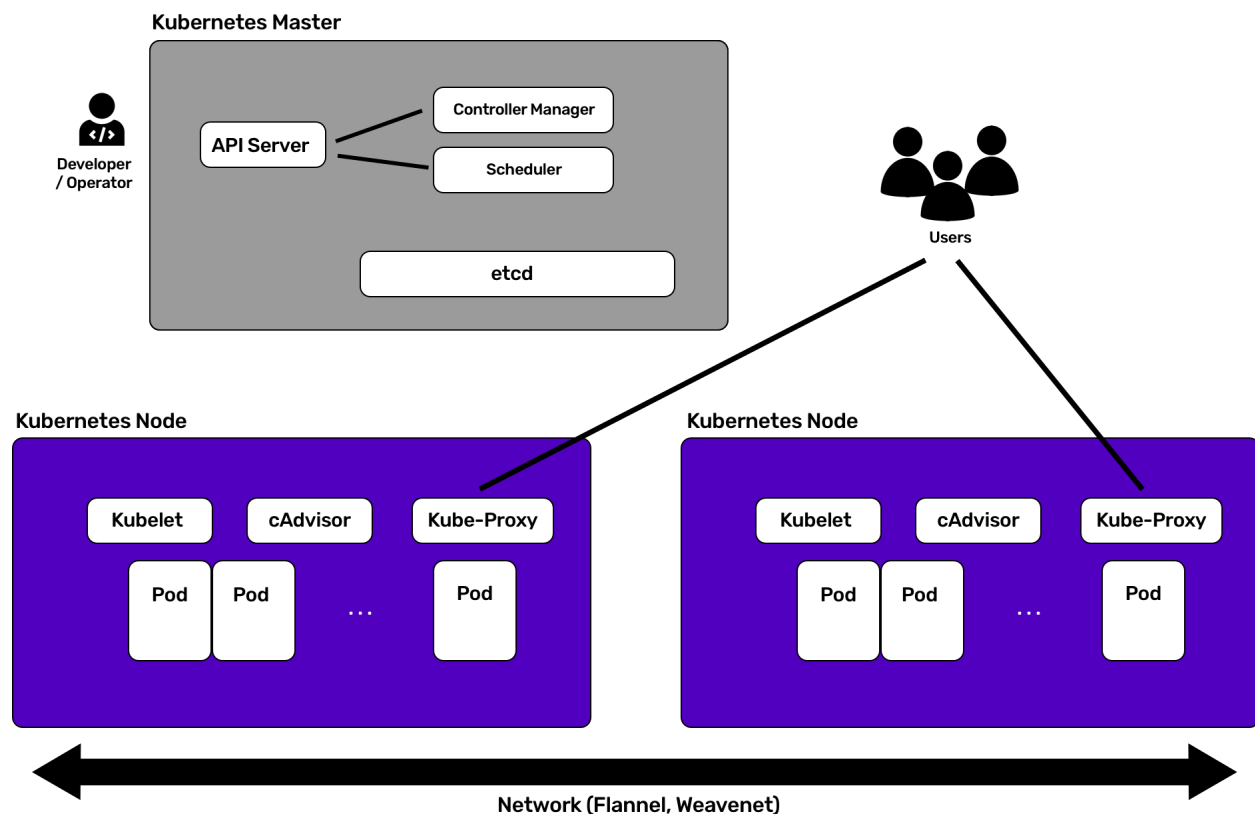 Kubernetes Master
Developer
/ Operator
</>
API Server
Controller Manager
Scheduler
etcd
Users
Kubernetes Node
Kubelet
cAdvisor
Kube-Proxy
Pod
Pod
...
Pod
Kubernetes Node
Kubelet
cAdvisor
Kube-Proxy
Pod
Pod
...
Pod
Network (Flannel, Weavenet)